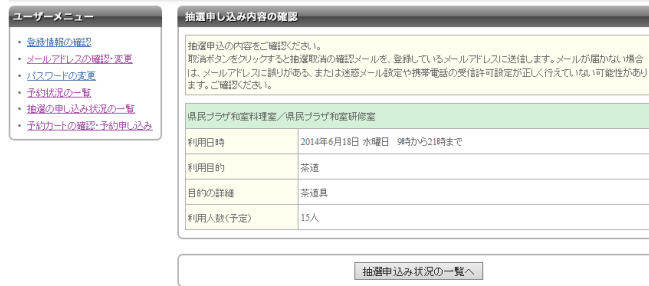 ユーザーメニュー
・登録情報の確認
・メールアドレスの確認・変更
・パスワードの変更
・予約状況の一覧
・抽選の申し込み状況の一覧
・予約カートの確認・予約申し込み
抽選申し込み内容の確認
抽選申込の内容をご確認ください。
取消ボタンをクリックすると抽選取消の確認メールを、登録しているメールアドレスに送信します。メールが届かない場合
は、メールアドレスに誤りがある、または迷惑メール設定や携帯電話の受信許可設定が正しく行えていない可能性があり
ます。ご確認ください。
県民プラザ和室料理室／県民プラザ和室研修室
利用日時 2014年6月18日 水曜日 9時から21時まで
利用目的 茶道
目的の詳細 茶道具
利用人数(予定) 15人
抽選申込み状況の一覧へ